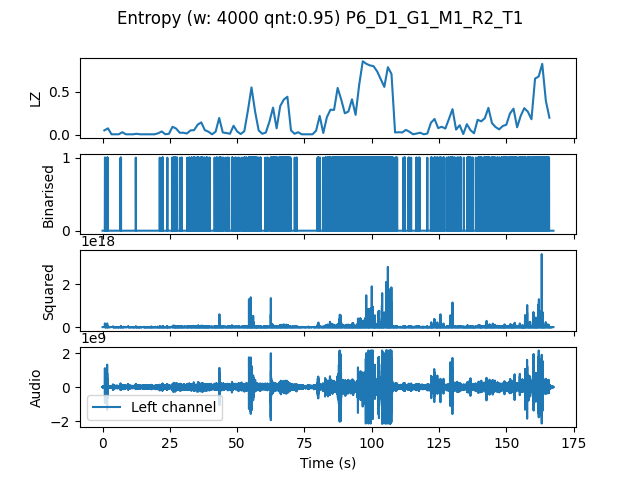 Entropy (w: 4000 qnt:0.95) P6_D1_G1_M1_R2_T1
LZ
0.5
0.0
Binarised
1
0
1e18
Squared
2
0
1e9
Audio
2
0
−2
Left channel
0 25 50 75 100 125 150 175
Time (s)